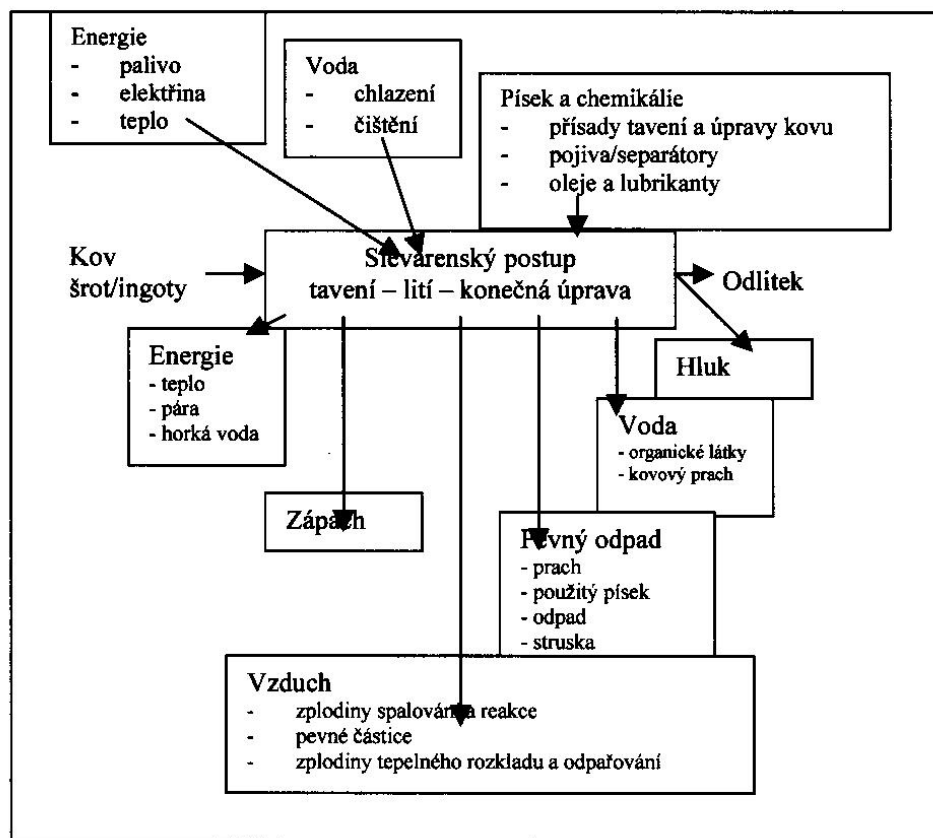 Energie
- palivo
- elektřina
- teplo
Voda
- chlazení
- čištění
Písek a chemikálie
- přísady tavení a úpravy kovu
- pojiva/separátory
- oleje a lubrikanty
Kov
šrot/ingoty
Slévárenský postup
tavení – lití – konečná úprava
Odlitek
Energie
- teplo
- pára
- horká voda
Hluk
Voda
- organické látky
- kovový prach
Zápach
Pevný odpad
- prach
- použitý písek
- odpad
- struska
Vzduch
- zplodiny spalování a reakce
- pevné částice
- zplodiny tepelného rozkladu a odpařování